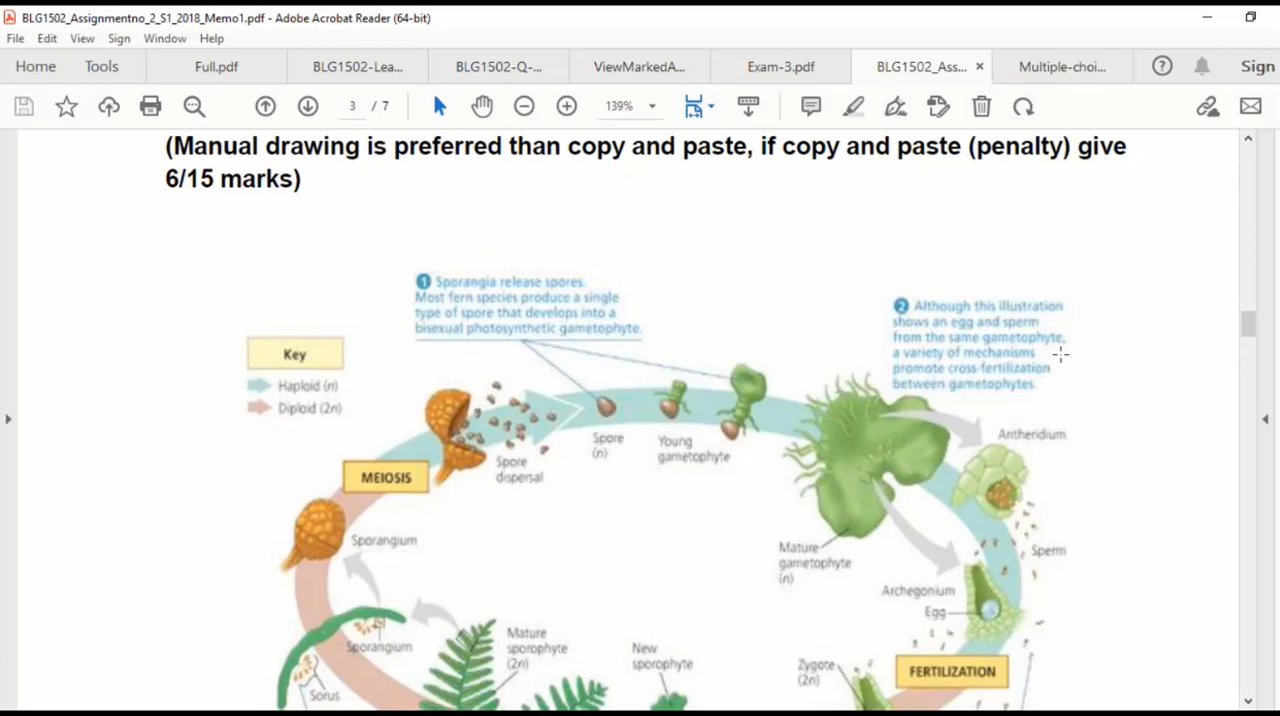 BLG1502_Assignmentno_2_S1_2018_Memo1.pdf - Adobe Acrobat Reader (64-bit)
File Edit View Sign Window Help
Home Tools Full.pdf BLG1502-Lea... BLG1502-Q-... ViewMarkedA... Exam-3.pdf BLG1502_Ass... × Multiple-choi... Sign
3 / 7 139%
(Manual drawing is preferred than copy and paste, if copy and paste (penalty) give
6/15 marks)
1 Sporangia release spores.
Most fern species produce a single
type of spore that develops into a
bisexual photosynthetic gametophyte.
2 Although this illustration
shows an egg and sperm
from the same gametophyte,
a variety of mechanisms
promote cross-fertilization
between gametophytes.
Key
Haploid (n)
Diploid (2n)
MEIOSIS
Spore
dispersal
Spore
(n)
Young
gametophyte
Antheridium
Sporangium
Mature
gametophyte
(n)
Sperm
Archegonium
Egg
Sporangium
Mature
sporophyte
(2n)
New
sporophyte
Zygote
(2n)
FERTILIZATION
Sorus